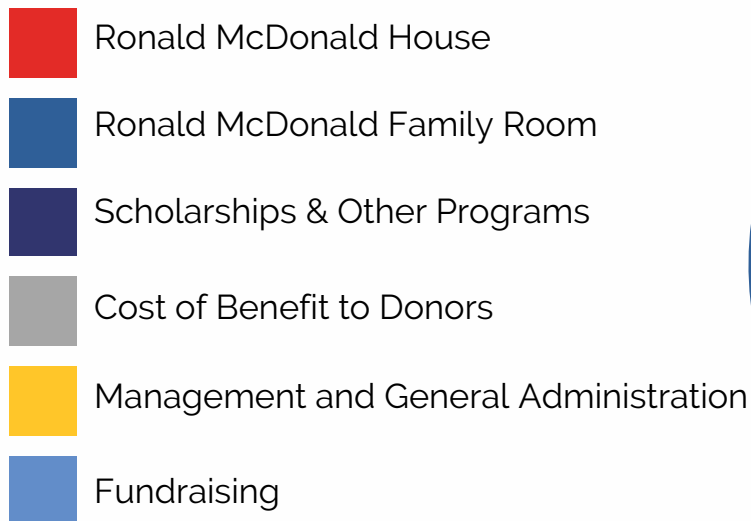 Ronald McDonald House
Ronald McDonald Family Room
Scholarships & Other Programs
Cost of Benefit to Donors
Management and General Administration
Fundraising